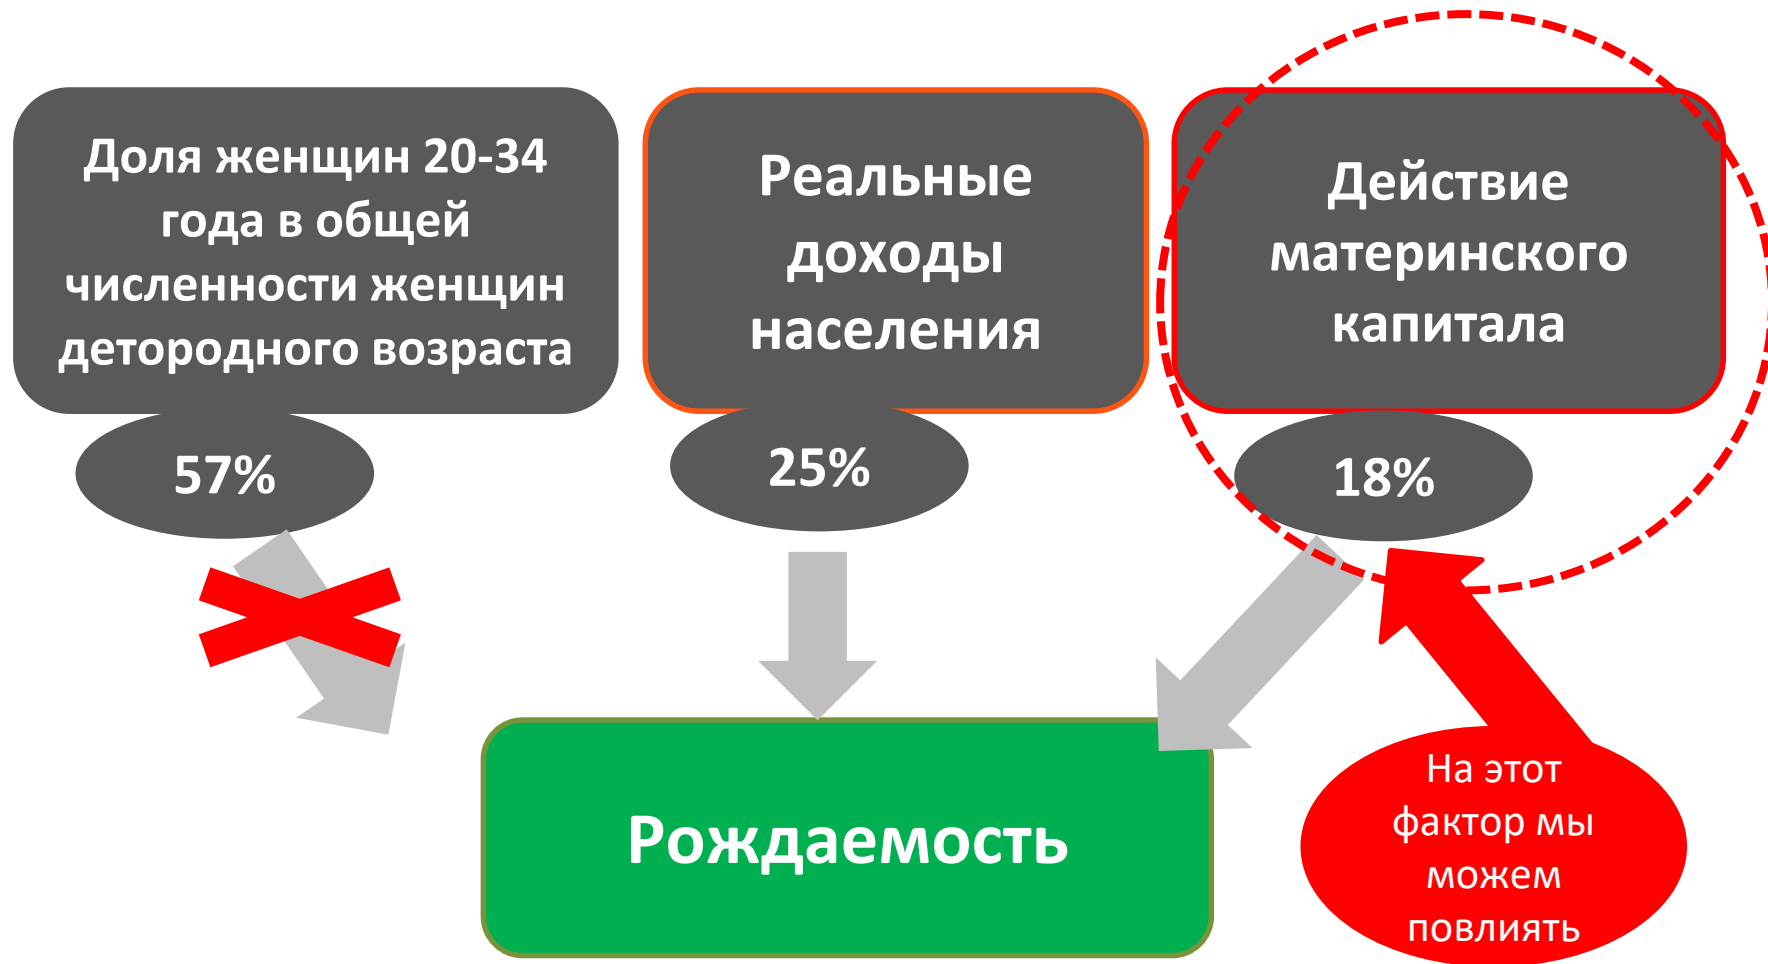 Доля женщин 20-34
года в общей
численности женщин
детородного возраста
57%
Реальные
доходы
населения
25%
Действие
материнского
капитала
18%
Рождаемость
На этот
фактор мы
можем
повлиять